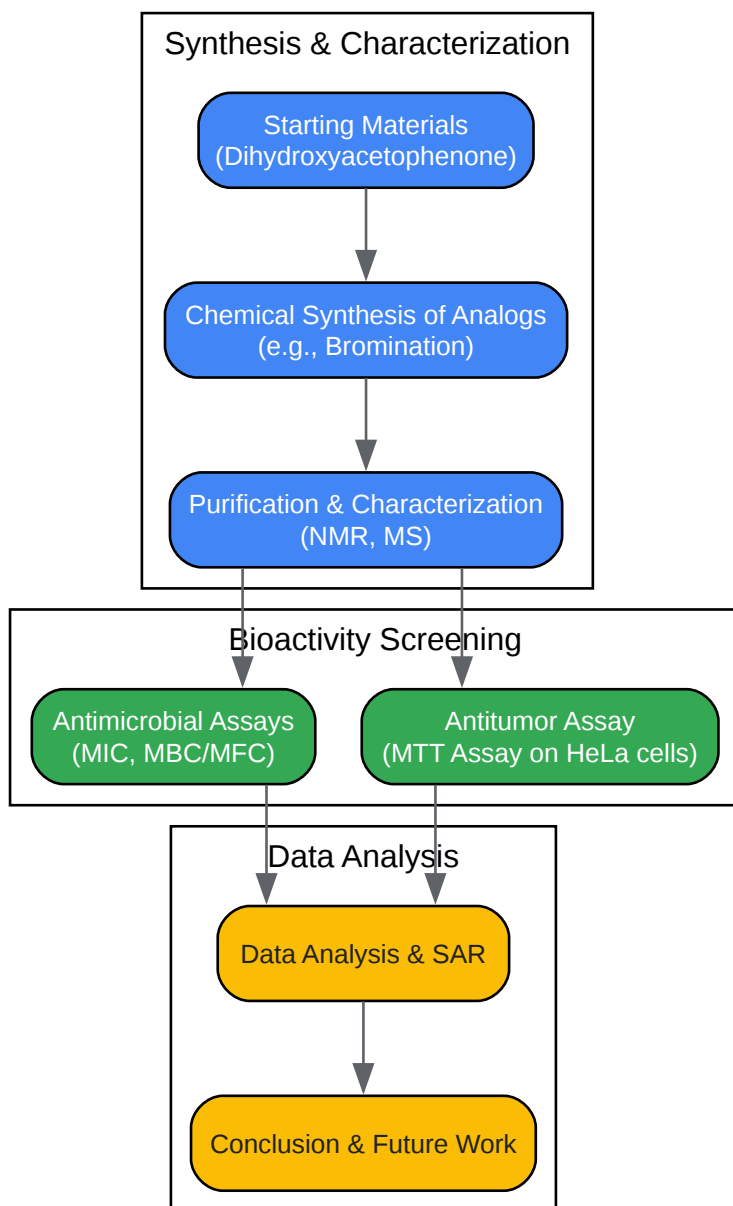 Synthesis & Characterization
Starting Materials
(Dihydroxyacetophenone)
Chemical Synthesis of Analogs
(e.g., Bromination)
Purification & Characterization
(NMR, MS)
Bioactivity Screening
Antimicrobial Assays
(MIC, MBC/MFC)
Antitumor Assay
(MTT Assay on HeLa cells)
Data Analysis
Data Analysis & SAR
Conclusion & Future Work